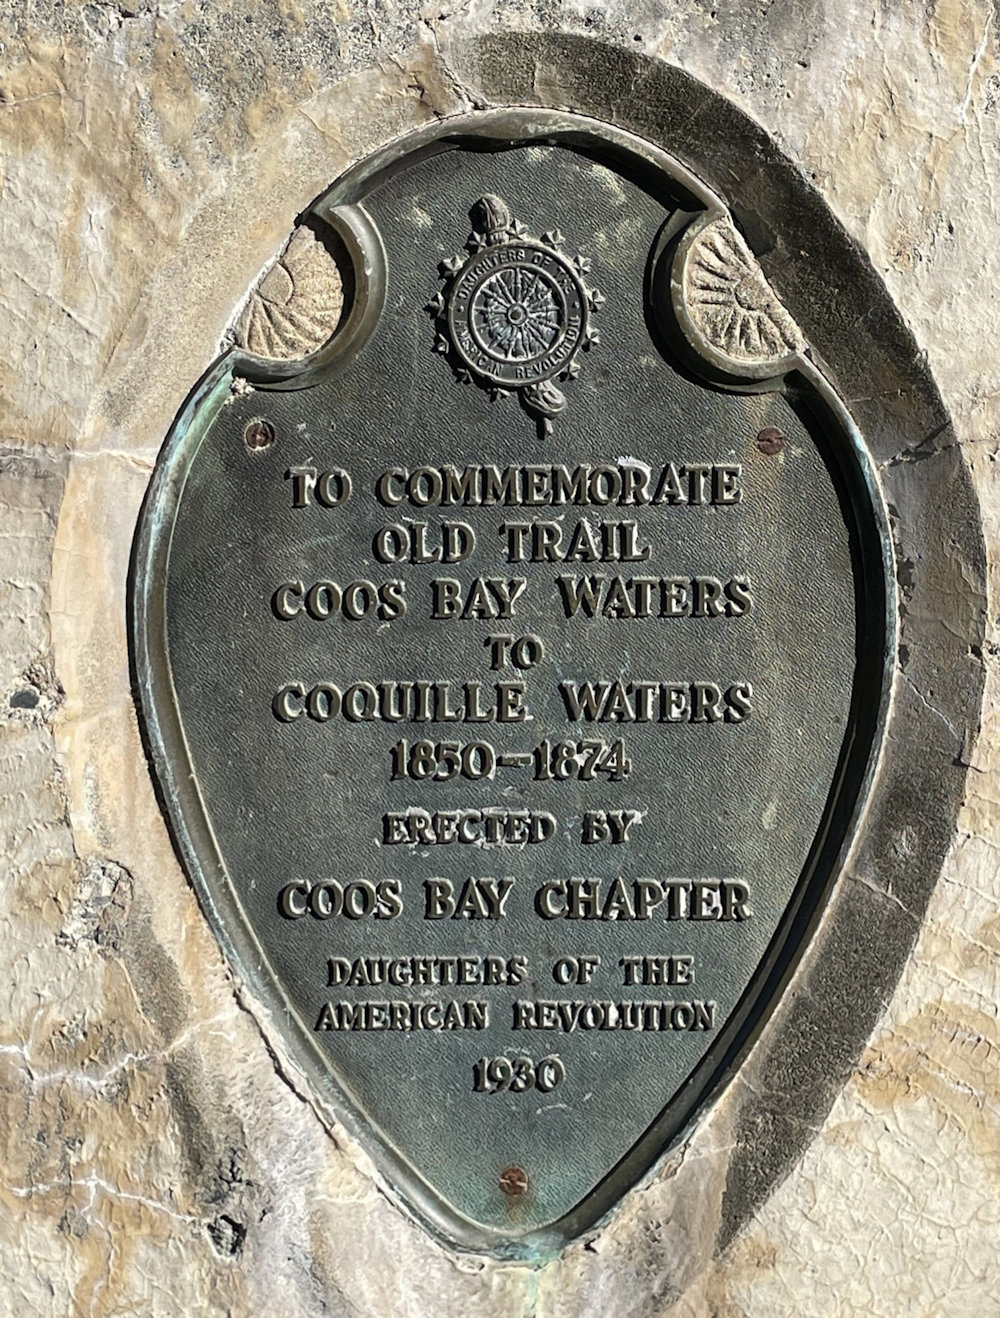 DAUGHTERS OF THE
AMERICAN REVOLUTION
TO COMMEMORATE
OLD TRAIL
COOS BAY WATERS
TO
COQUILLE WATERS
1850-1874
ERECTED BY
COOS BAY CHAPTER
DAUGHTERS OF THE
AMERICAN REVOLUTION
1930